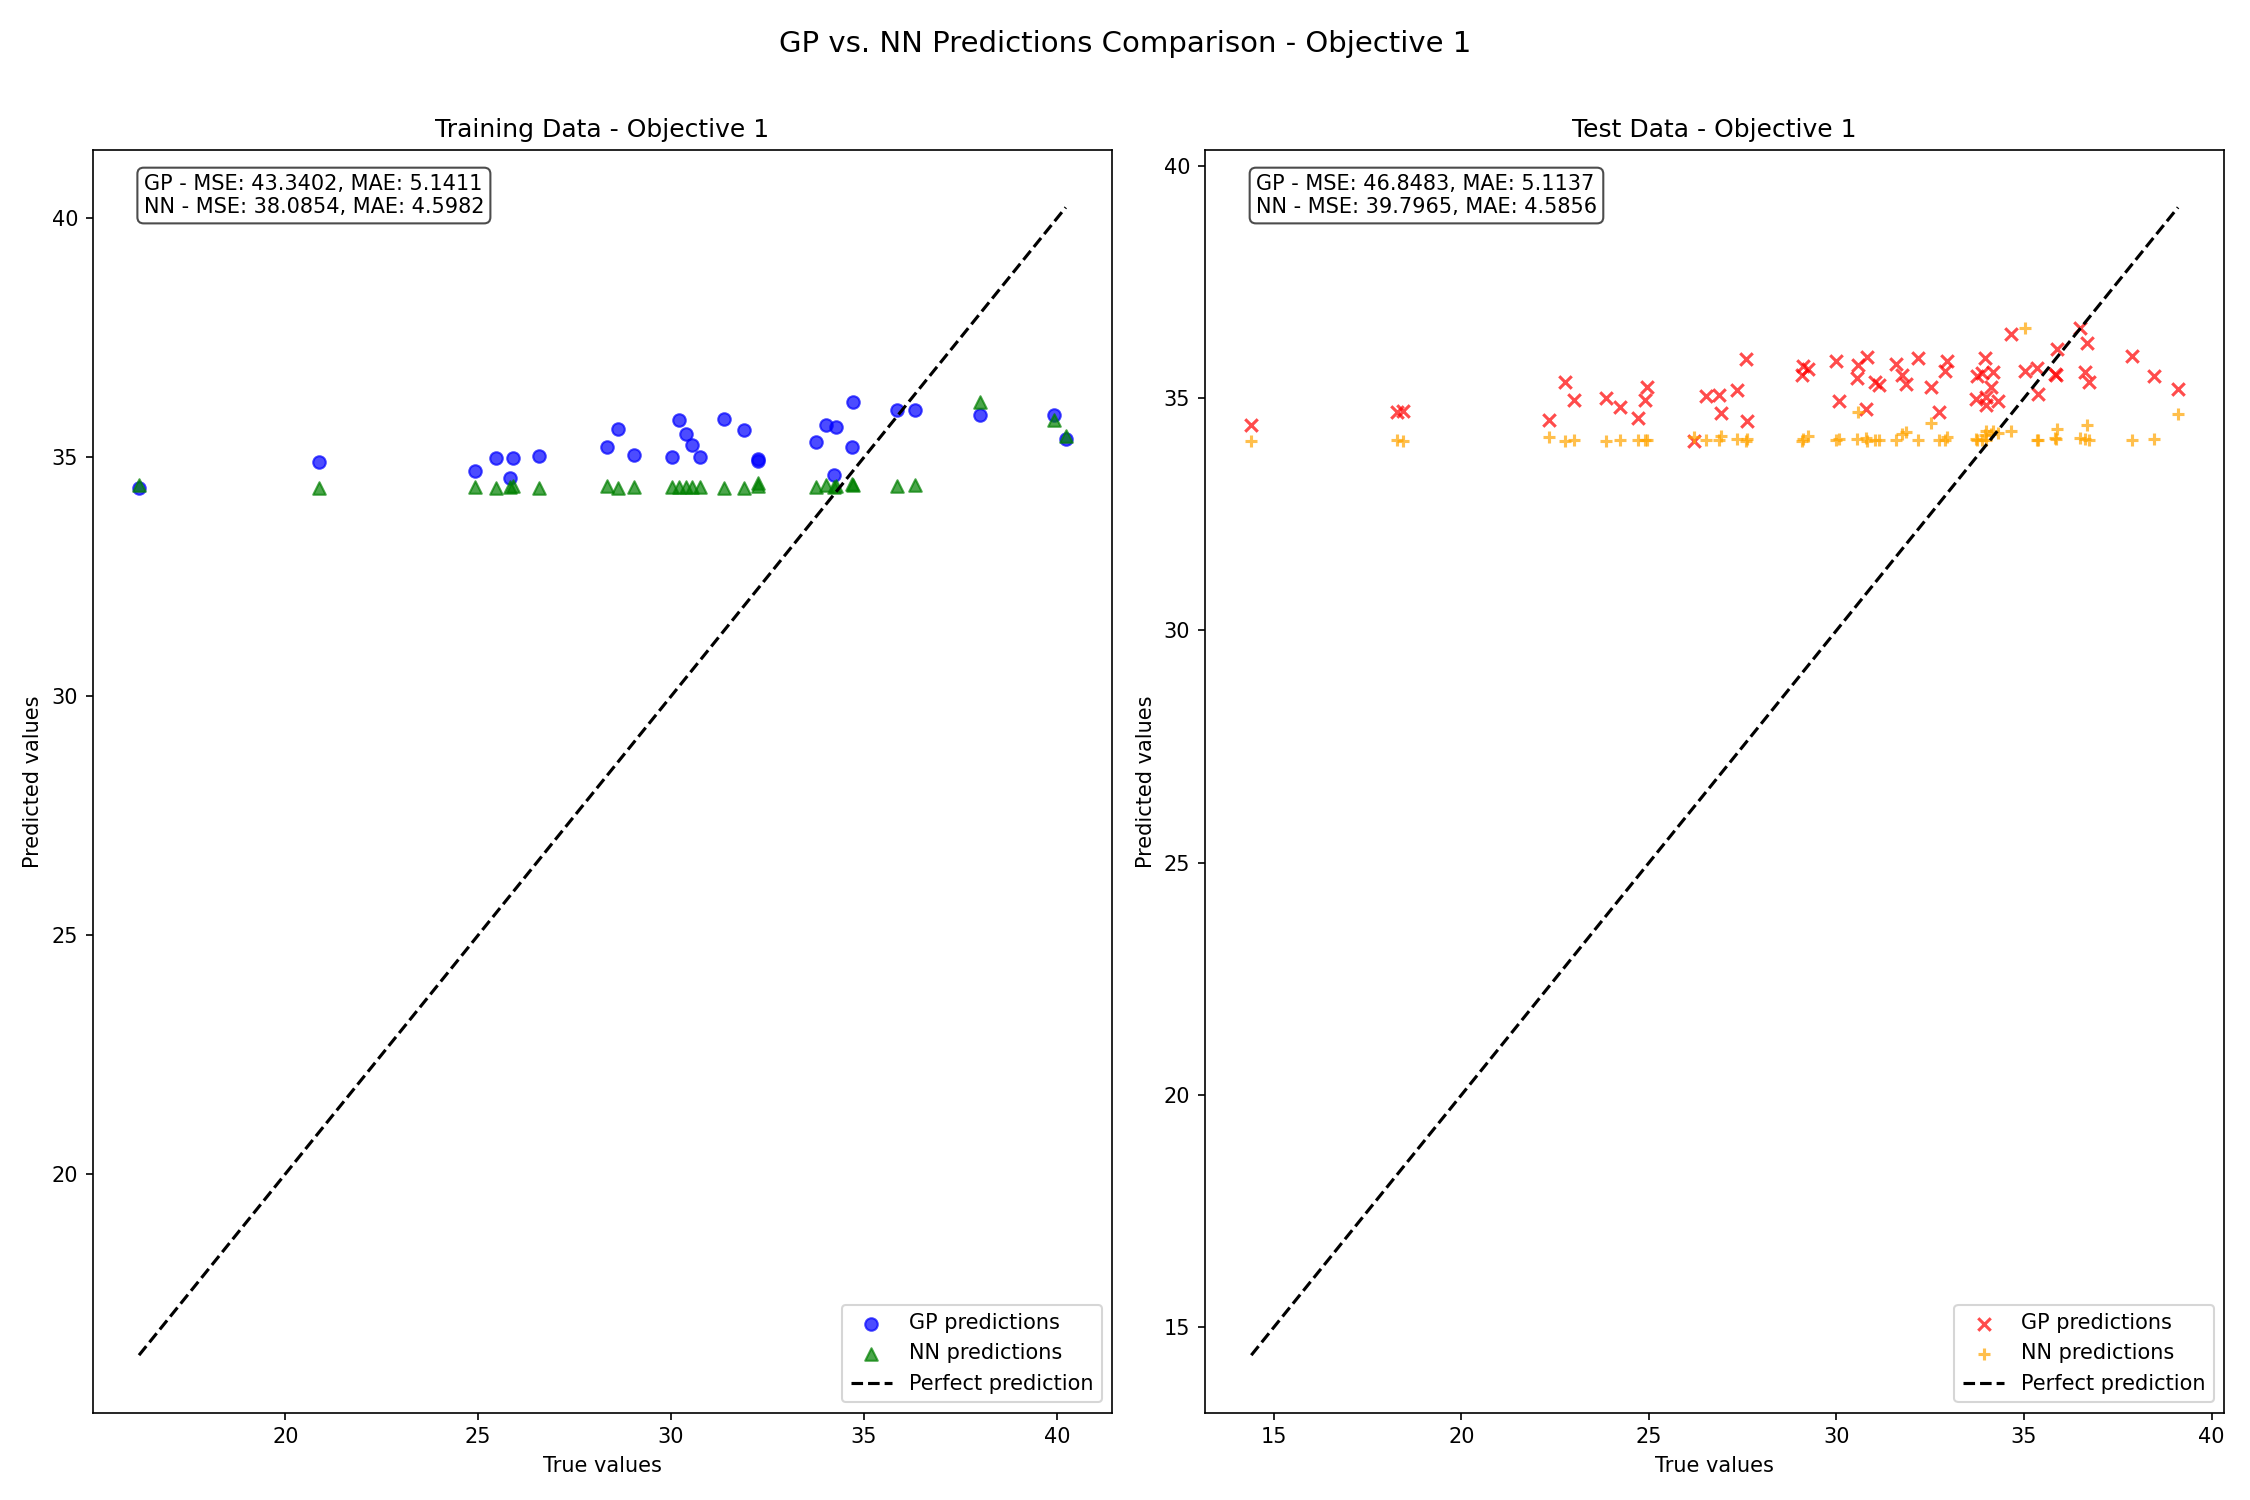 GP vs. NN Predictions Comparison - Objective 1
Training Data - Objective 1
GP - MSE: 43.3402, MAE: 5.1411
NN - MSE: 38.0854, MAE: 4.5982
40
35
30
25
20
Predicted values
20
25
30
35
40
True values
GP predictions
NN predictions
Perfect prediction
Test Data - Objective 1
GP - MSE: 46.8483, MAE: 5.1137
NN - MSE: 39.7965, MAE: 4.5856
40
35
30
25
20
15
Predicted values
15
20
25
30
35
40
True values
GP predictions
NN predictions
Perfect prediction